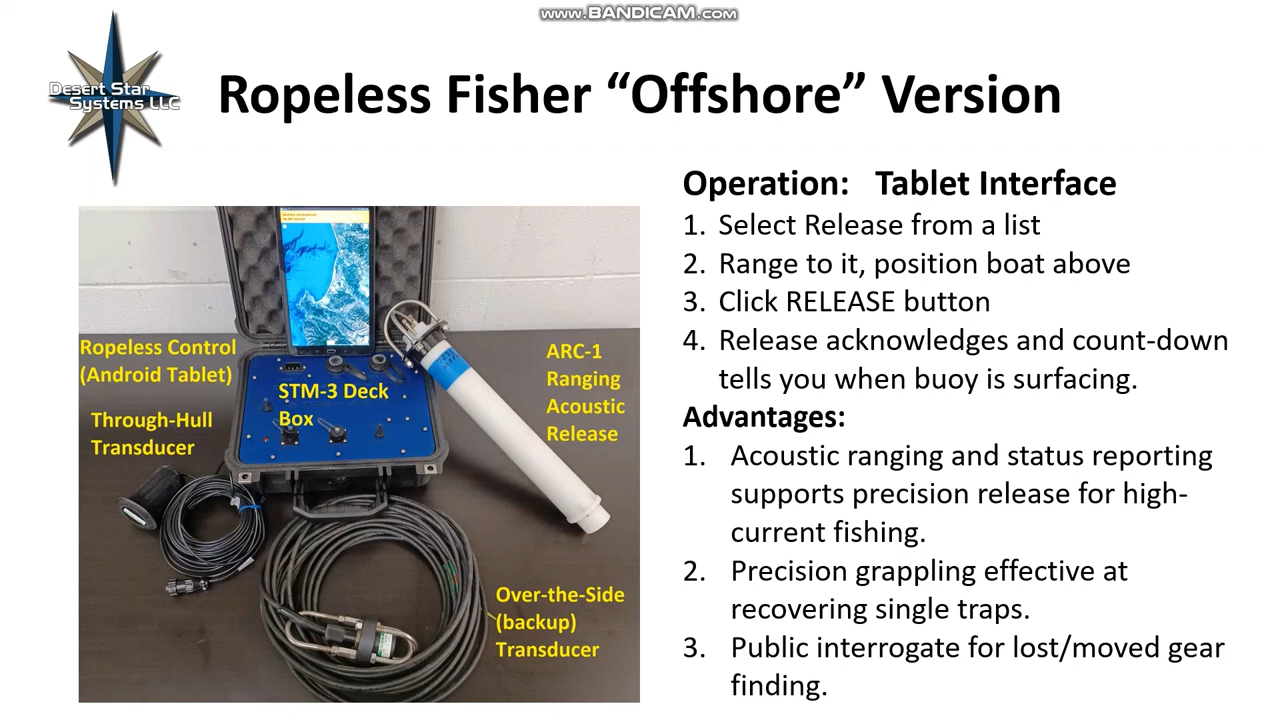 www.BANDICAM.com
Desert Star
Systems LLC
Ropeless Fisher “Offshore” Version
Operation: Tablet Interface
1. Select Release from a list
2. Range to it, position boat above
3. Click RELEASE button
4. Release acknowledges and count-down
tells you when buoy is surfacing.
Advantages:
1. Acoustic ranging and status reporting
supports precision release for high-
current fishing.
2. Precision grappling effective at
recovering single traps.
3. Public interrogate for lost/moved gear
finding.
Ropeless Control
(Android Tablet)
Through-Hull
Transducer
STM-3 Deck
Box
ARC-1
Ranging
Acoustic
Release
Over-the-Side
(backup)
Transducer